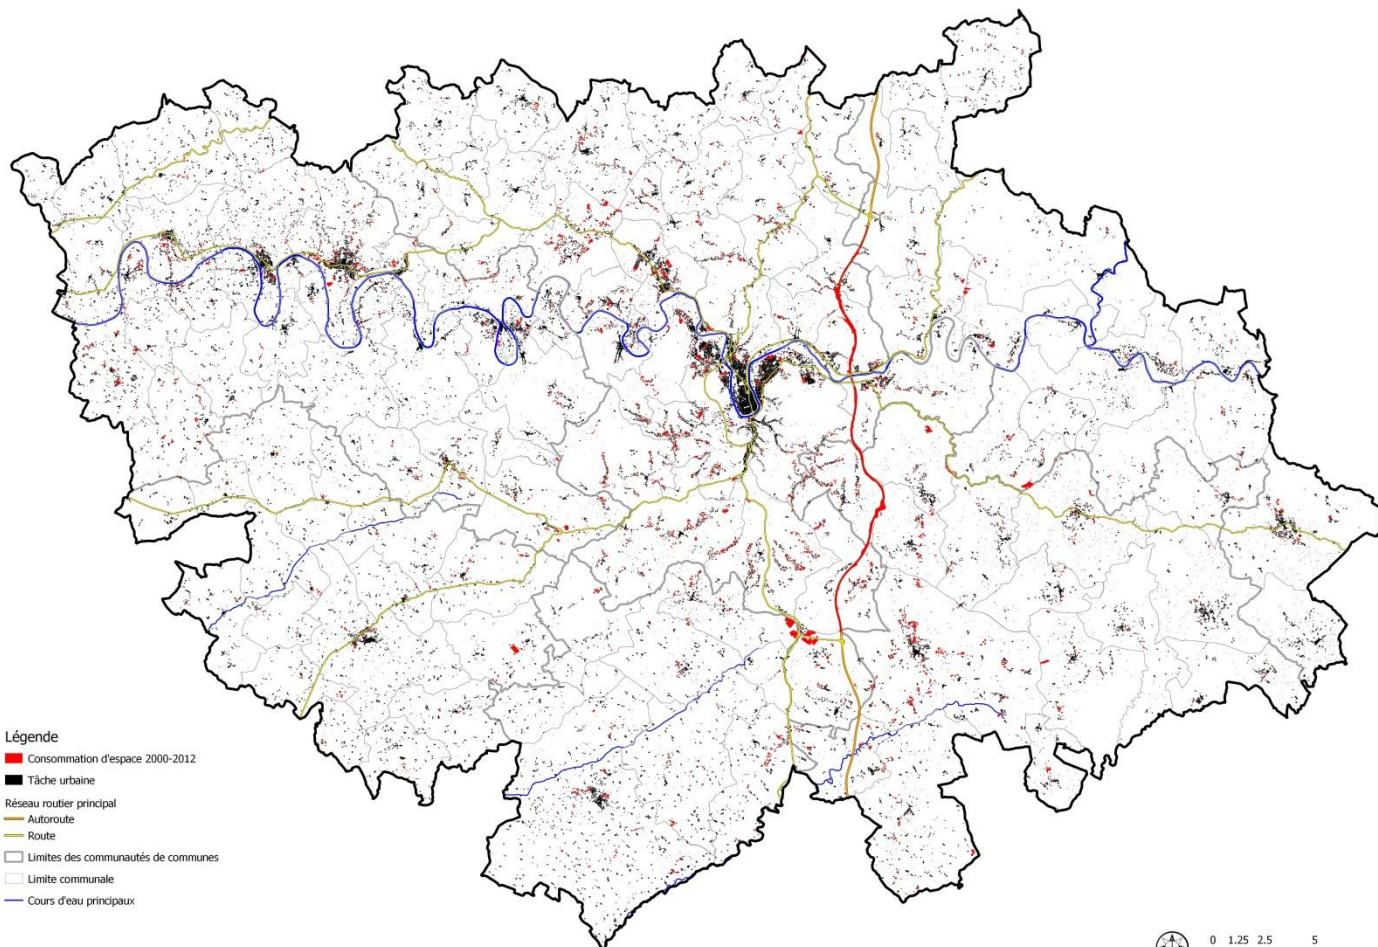 Légende
Consommation d'espace 2000-2012
Tâche urbaine
Réseau routier principal
Autoroute
Route
Limites des communautés de communes
Limite communale
Cours d'eau principaux
0 1.25 2.5 5